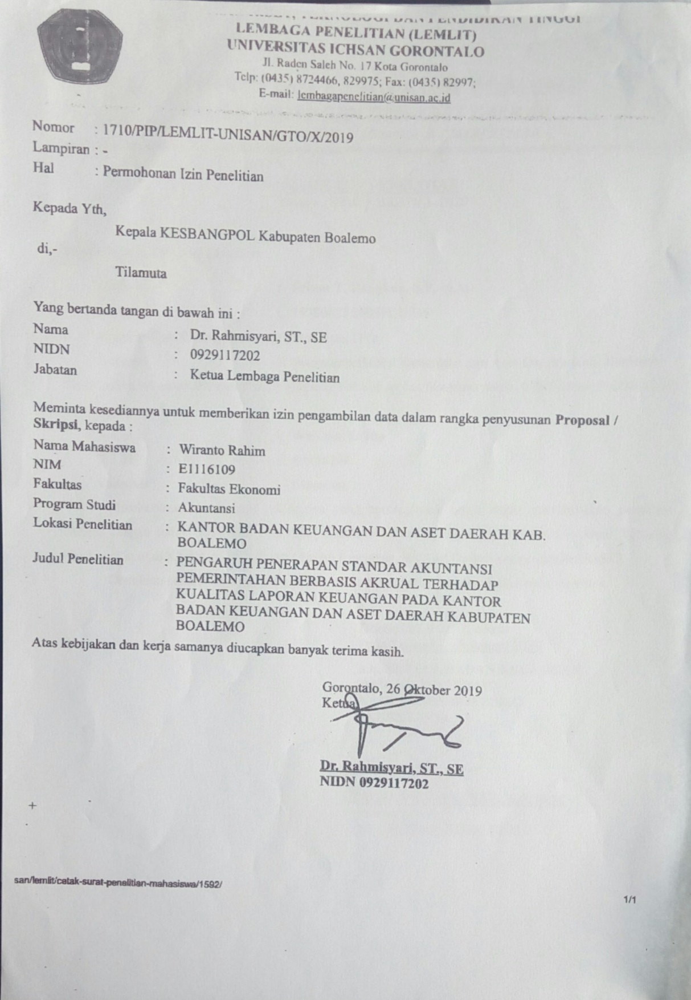 TEKNOLOGI DAN PENDIDIKAN TINGGI
LEMBAGA PENELITIAN (LEMLIT)
UNIVERSITAS ICHSAN GORONTALO
Jl. Raden Saleh No. 17 Kota Gorontalo
Telp: (0435) 8724466, 829975; Fax: (0435) 82997;
E-mail: lembagapenelitian@unisan.ac.id
Nomor : 1710/PIP/LEMLIT-UNISAN/GTO/X/2019
Lampiran : -
Hal : Permohonan Izin Penelitian
Kepada Yth,
Kepala KESBANGPOL Kabupaten Boalemo
di,-
Tilamuta
Yang bertanda tangan di bawah ini :
Nama : Dr. Rahmisyari, ST., SE
NIDN : 0929117202
Jabatan : Ketua Lembaga Penelitian
Meminta kesediannya untuk memberikan izin pengambilan data dalam rangka penyusunan Proposal /
Skripsi, kepada :
Nama Mahasiswa : Wiranto Rahim
NIM : E1116109
Fakultas : Fakultas Ekonomi
Program Studi : Akuntansi
Lokasi Penelitian : KANTOR BADAN KEUANGAN DAN ASET DAERAH KAB.
BOALEMO
Judul Penelitian : PENGARUH PENERAPAN STANDAR AKUNTANSI
PEMERINTAHAN BERBASIS AKRUAL TERHADAP
KUALITAS LAPORAN KEUANGAN PADA KANTOR
BADAN KEUANGAN DAN ASET DAERAH KABUPATEN
BOALEMO
Atas kebijakan dan kerja samanya diucapkan banyak terima kasih.
Gorontalo, 26 Oktober 2019
Ketua
Dr. Rahmisyari, ST., SE
NIDN 0929117202
san/lemlit/cetak-surat-penelitian-mahasiswa/1592/
1/1